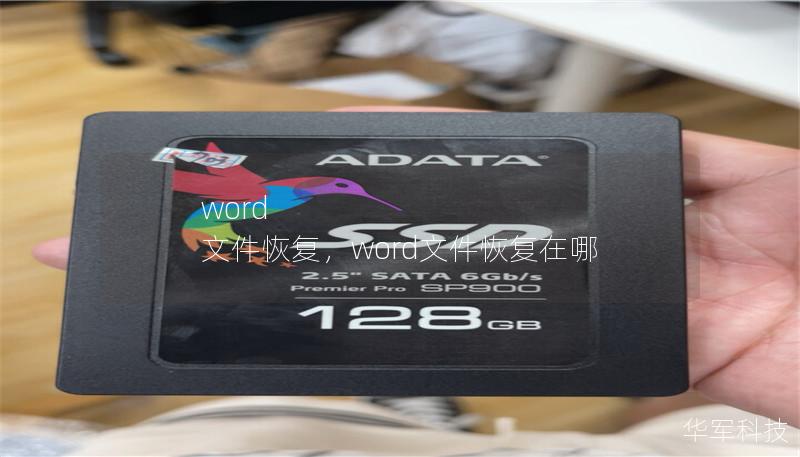 ADATA
word
文件恢复，word文件恢复在哪
SSD
2.5" SATA 6Gb/s
Premier Pro SP900
128GB
华军科技